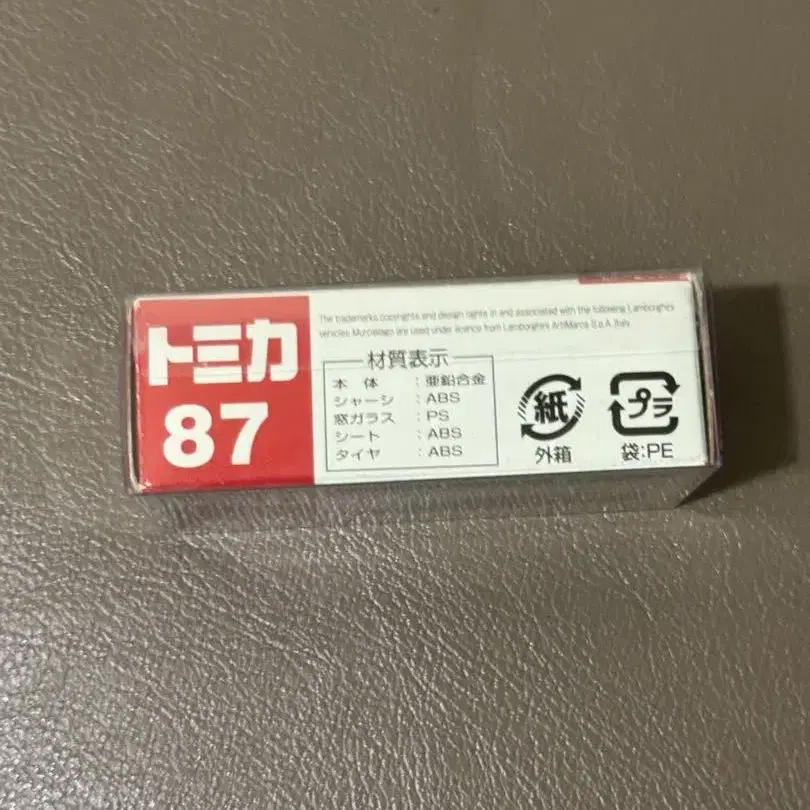 トミカ
87
The trademarks copyrights and design rights in and associated with the following Lamborghini
vehicles Murcielago are used under licence from Lamborghini ArtiMarca S.p.A. Italy
材質表示
本体 : 亜鉛合金
シャーシ : ABS
窓ガラス : PS
シート : ABS
タイヤ : ABS
紙
外箱
プラ
袋:PE